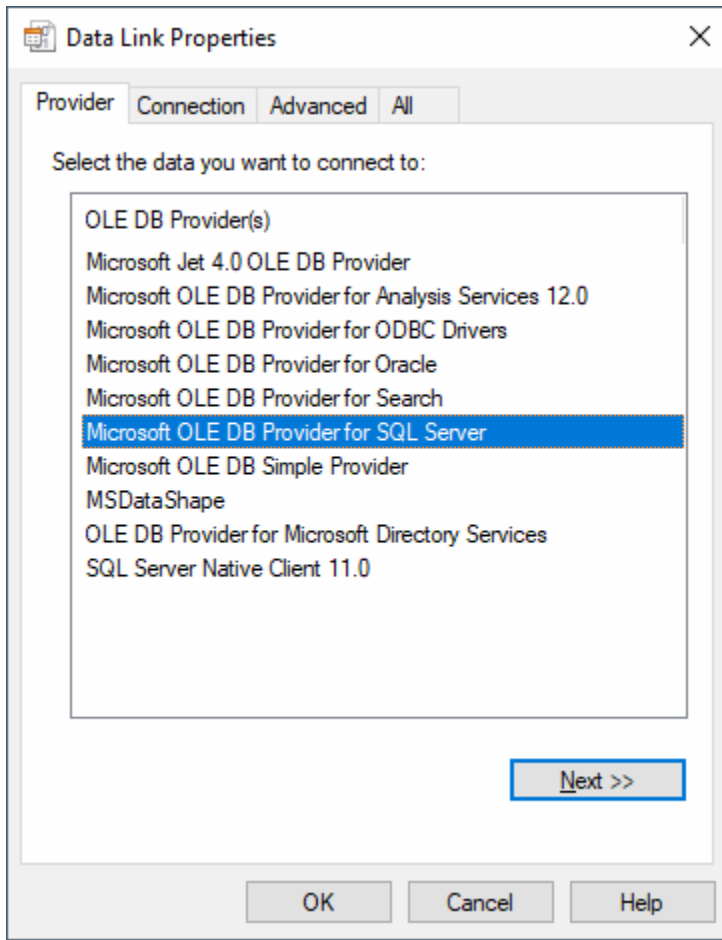 Data Link Properties
Provider Connection Advanced All
Select the data you want to connect to:
OLE DB Provider(s)
Microsoft Jet 4.0 OLE DB Provider
Microsoft OLE DB Provider for Analysis Services 12.0
Microsoft OLE DB Provider for ODBC Drivers
Microsoft OLE DB Provider for Oracle
Microsoft OLE DB Provider for Search
Microsoft OLE DB Provider for SQL Server
Microsoft OLE DB Simple Provider
MSDataShape
OLE DB Provider for Microsoft Directory Services
SQL Server Native Client 11.0
Next >>
OK Cancel Help